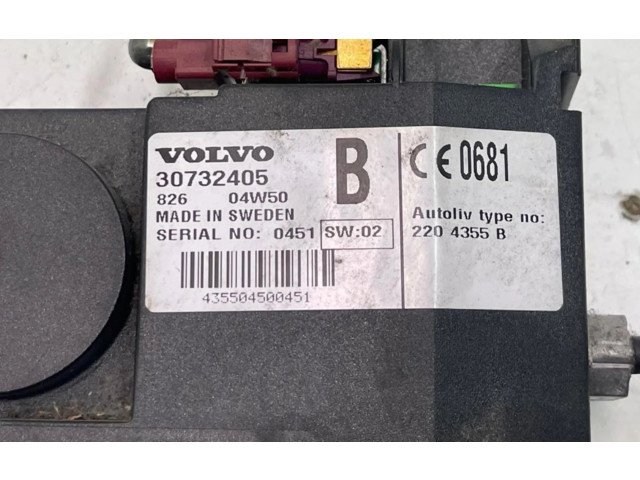 VOLVO
30732405
826 04W50
MADE IN SWEDEN
SERIAL NO: 0451 SW:02
435504500451
B
CE 0681
Autoliv type no:
220 4355 B